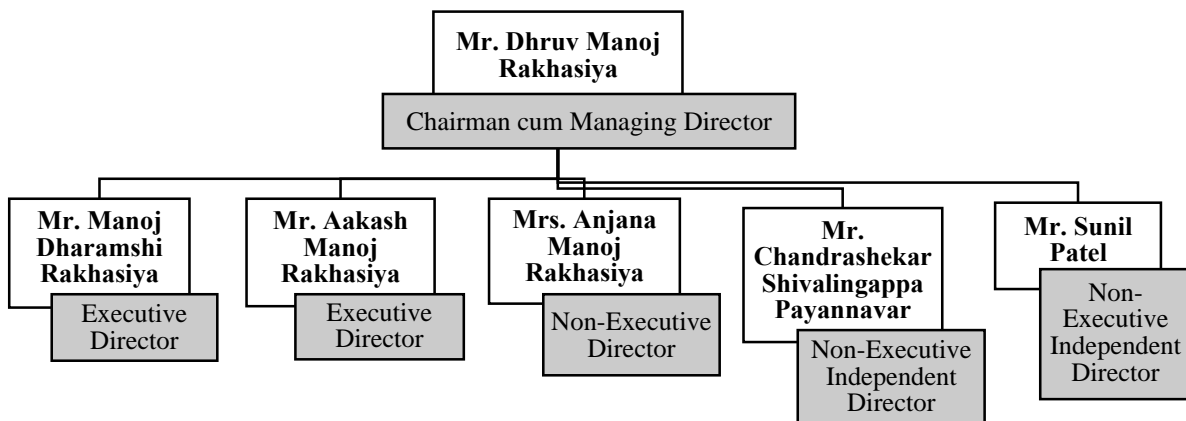 Mr. Dhruv Manoj
Rakhasiya
Chairman cum Managing Director
Mr. Manoj
Dharamshi
Rakhasiya
Executive
Director
Mr. Aakash
Manoj
Rakhasiya
Executive
Director
Mrs. Anjana
Manoj
Rakhasiya
Non-Executive
Director
Mr.
Chandrashekar
Shivalingappa
Payannavar
Non-Executive
Independent
Director
Mr. Sunil
Patel
Non-
Executive
Independent
Director